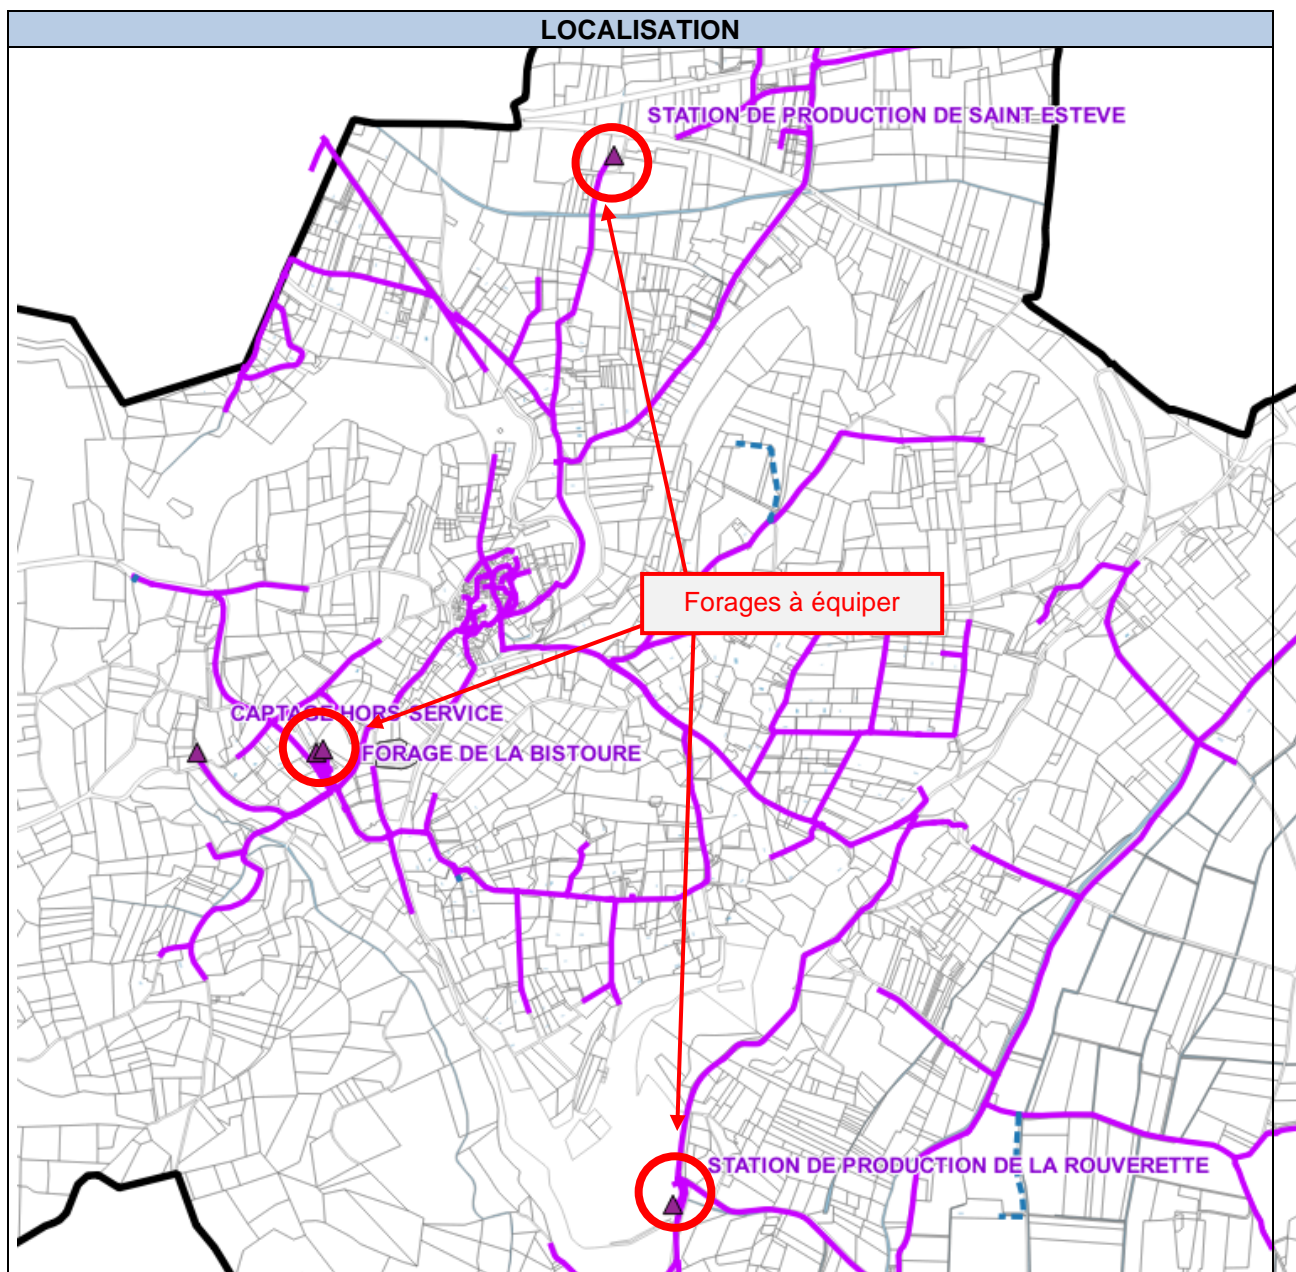 LOCALISATION
STATION DE PRODUCTION DE SAINT-ESTEVE
Forages à équiper
CAPTAGE HORS SERVICE
FORAGE DE LA BISTOURE
STATION DE PRODUCTION DE LA ROUVERETTE